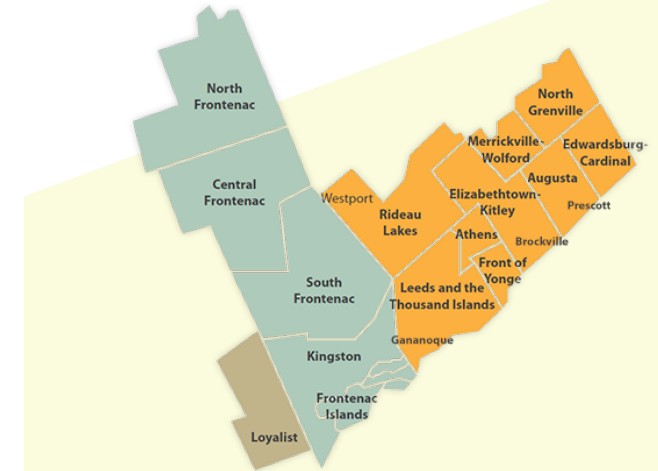 North
Frontenac
North
Grenville
Merrickville-
Wolford
Edwardsburg-
Cardinal
Central
Frontenac
Augusta
Westport
Rideau
Lakes
Elizabethtown-
Kitley
Prescott
Athens
Brockville
South
Frontenac
Front of
Yonge
Leeds and the
Thousand Islands
Gananoque
Kingston
Frontenac
Islands
Loyalist